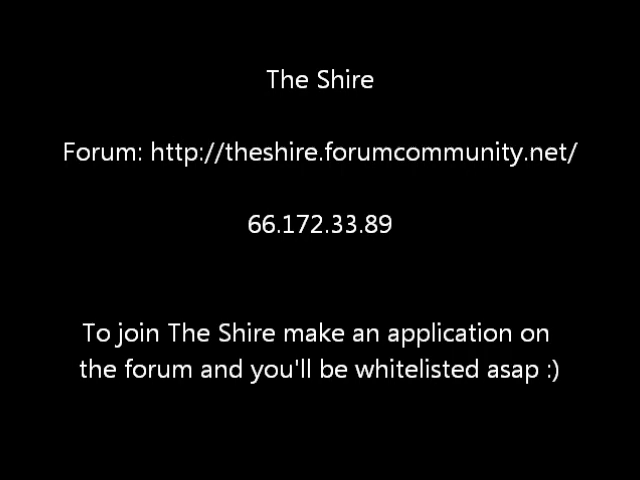 The Shire
Forum: http://theshire.forumcommunity.net/
66.172.33.89
To join The Shire make an application on
the forum and you'll be whitelisted asap :)